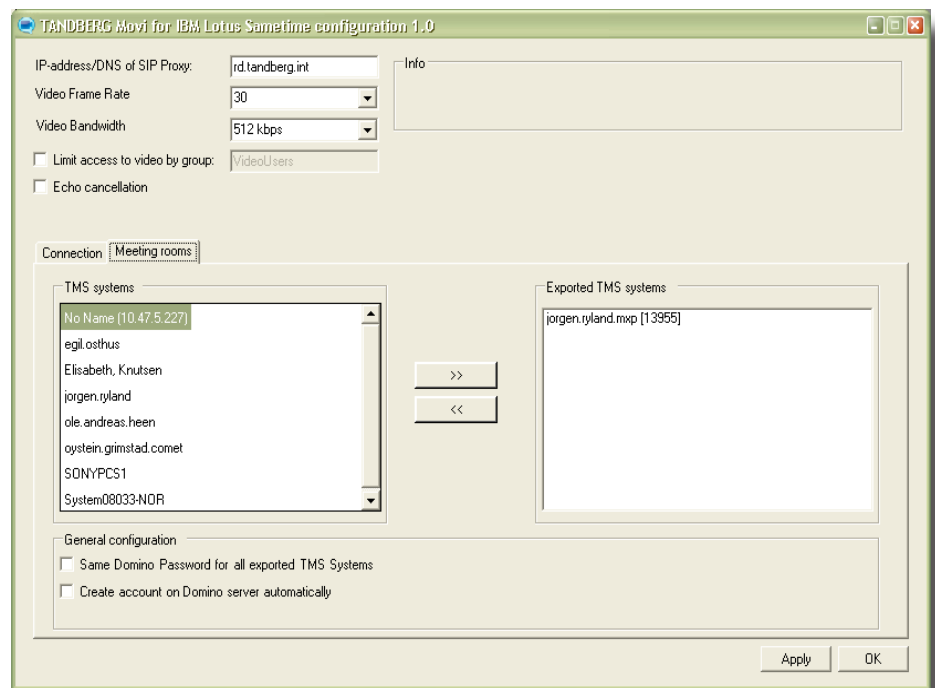 TANDBERG Movi for IBM Lotus Sametime configuration 1.0
IP-address/DNS of SIP Proxy:
rd.tandberg.int
Info
Video Frame Rate
30
Video Bandwidth
512 kbps
Limit access to video by group:
VideoUsers
Echo cancellation
Connection
Meeting rooms
TMS systems
Exported TMS systems
No Name (10.47.5.227)
jorgen.ryland.mxp [13955]
egil.osthus
Elisabeth, Knutsen
>>
jorgen.ryland
<<
ole.andreas.heen
oystein.grimstad.comet
SONYPCS1
System08033-NOR
General configuration
Same Domino Password for all exported TMS Systems
Create account on Domino server automatically
Apply
OK